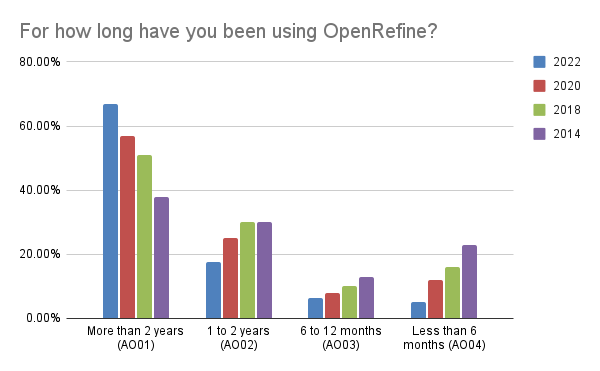 For how long have you been using OpenRefine?
80.00%
60.00%
40.00%
20.00%
0.00%
2022
2020
2018
2014
More than 2 years
(AO01)
1 to 2 years
(AO02)
6 to 12 months
(AO03)
Less than 6
months (AO04)